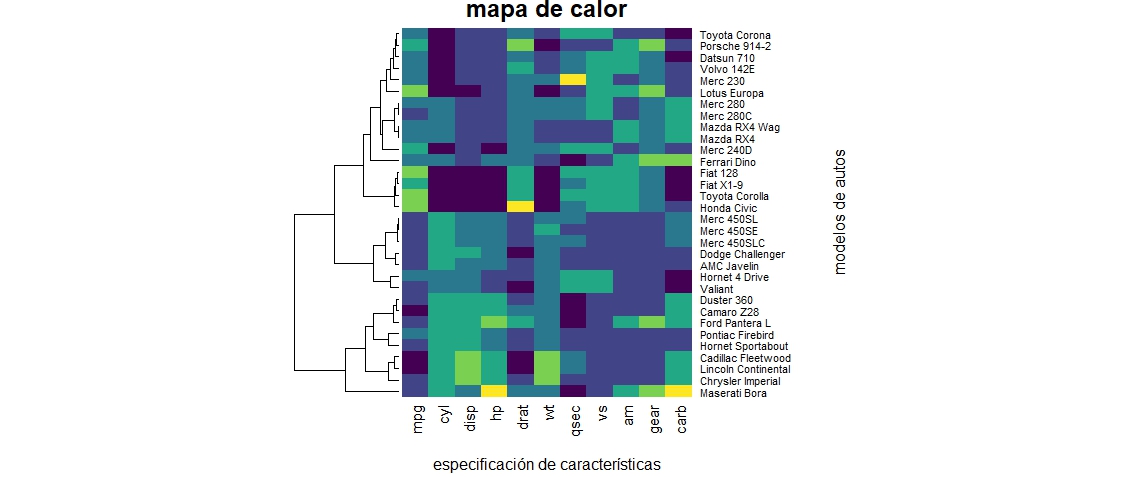 mapa de calor
Toyota Corona
Porsche 914-2
Datsun 710
Volvo 142E
Merc 230
Lotus Europa
Merc 280
Merc 280C
Mazda RX4 Wag
Mazda RX4
Merc 240D
Ferrari Dino
Fiat 128
Fiat X1-9
Toyota Corolla
Honda Civic
Merc 450SL
Merc 450SE
Merc 450SLC
Dodge Challenger
AMC Javelin
Hornet 4 Drive
Valiant
Duster 360
Camaro Z28
Ford Pantera L
Pontiac Firebird
Hornet Sportabout
Cadillac Fleetwood
Lincoln Continental
Chrysler Imperial
Maserati Bora
modelos de autos
mpg
cyl
disp
hp
drat
wt
qsec
vs
am
gear
carb
especificación de características